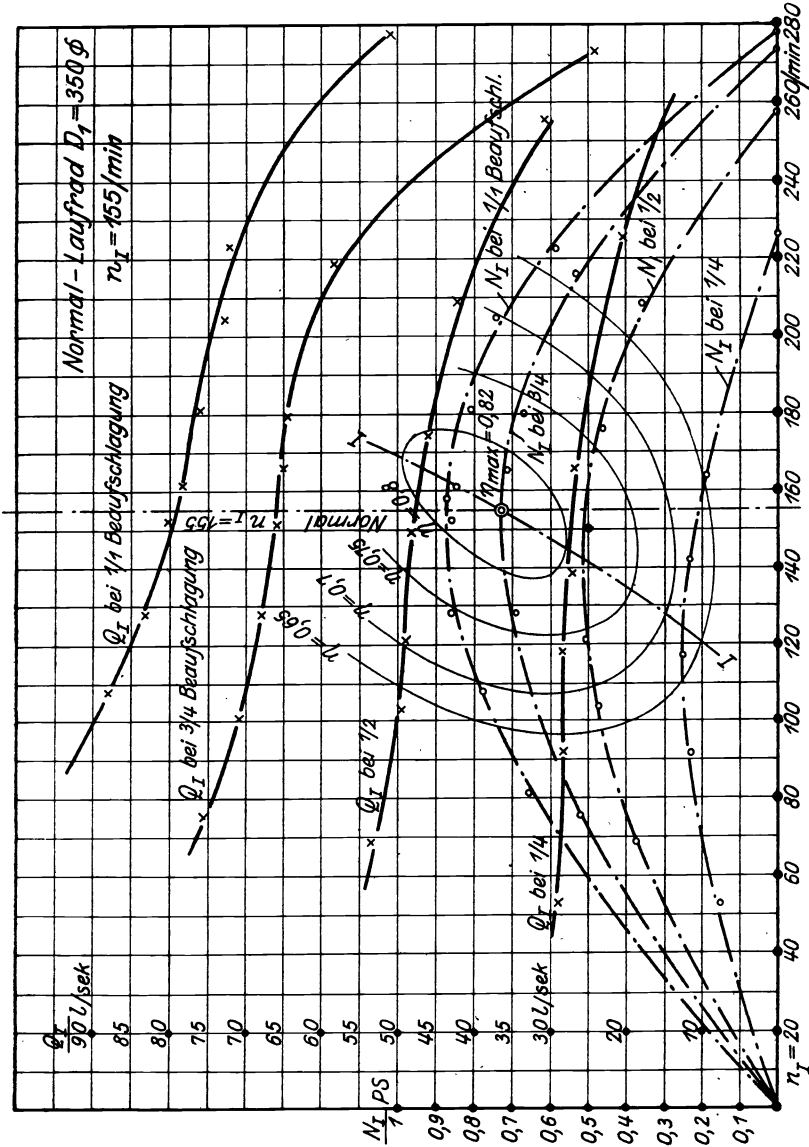 Normal-Laufrad D₁=350ϕ
n_I=155/min
Q_I bei 1/1 Beaufschlagung
Q_I bei 3/4 Beaufschlagung
Q_I bei 1/2
Q_I bei 1/4
N_I bei 1/1 Beaufschl.
N_I bei 3/4
N_I bei 1/2
N_I bei 1/4
Normal n_I=155
η=0,65
η=0,7
η=0,75
η=0,8
ηmax=0,82
I
I
Q_I
90 l/sek
85
80
75
70
65
60
55
50
45
40
35
30 l/sek
20
10
N_I PS
1
0,9
0,8
0,7
0,6
0,5
0,4
0,3
0,2
0,1
n_I=20 40 60 80 100 120 140 160 180 200 220 240 260/min 280